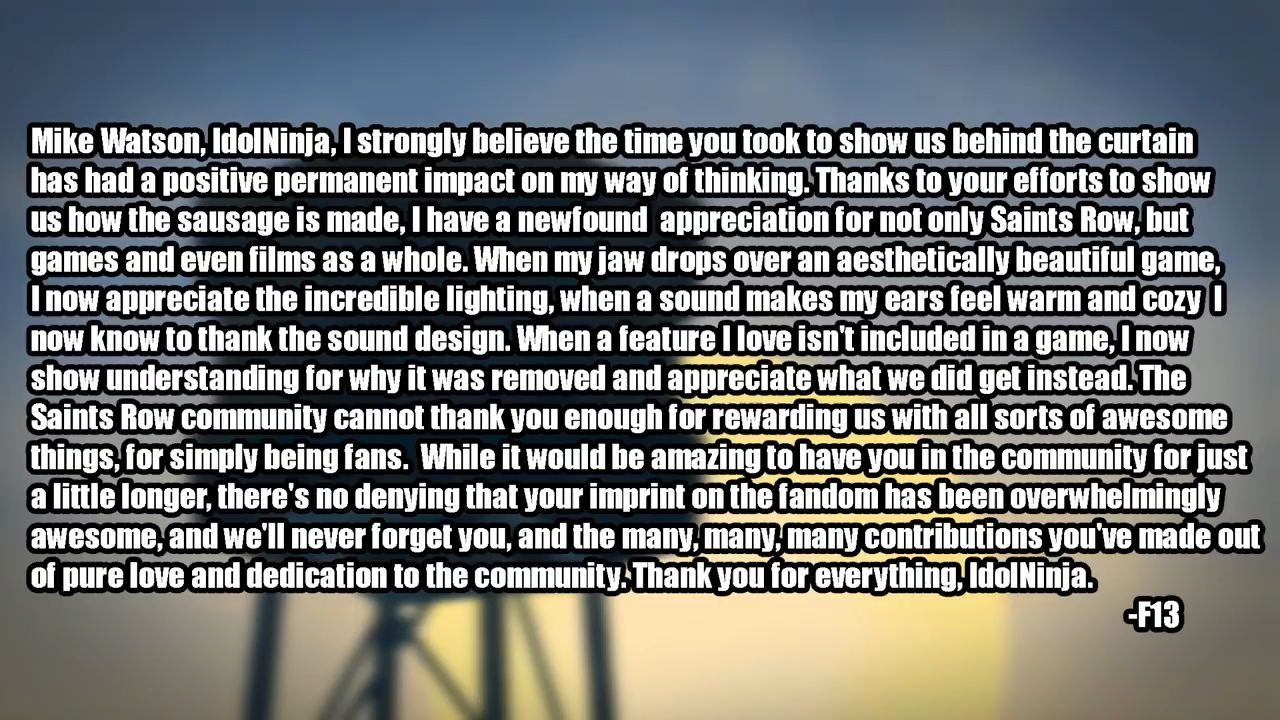 Mike Watson, IdolNinja, I strongly believe the time you took to show us behind the curtain
has had a positive permanent impact on my way of thinking. Thanks to your efforts to show
us how the sausage is made, I have a newfound  appreciation for not only Saints Row, but
games and even films as a whole. When my jaw drops over an aesthetically beautiful game,
I now appreciate the incredible lighting, when a sound makes my ears feel warm and cozy  I
now know to thank the sound design. When a feature I love isn't included in a game, I now
show understanding for why it was removed and appreciate what we did get instead. The
Saints Row community cannot thank you enough for rewarding us with all sorts of awesome
things, for simply being fans.  While it would be amazing to have you in the community for just
a little longer, there's no denying that your imprint on the fandom has been overwhelmingly
awesome, and we'll never forget you, and the many, many, many contributions you've made out
of pure love and dedication to the community. Thank you for everything, IdolNinja.
-F13